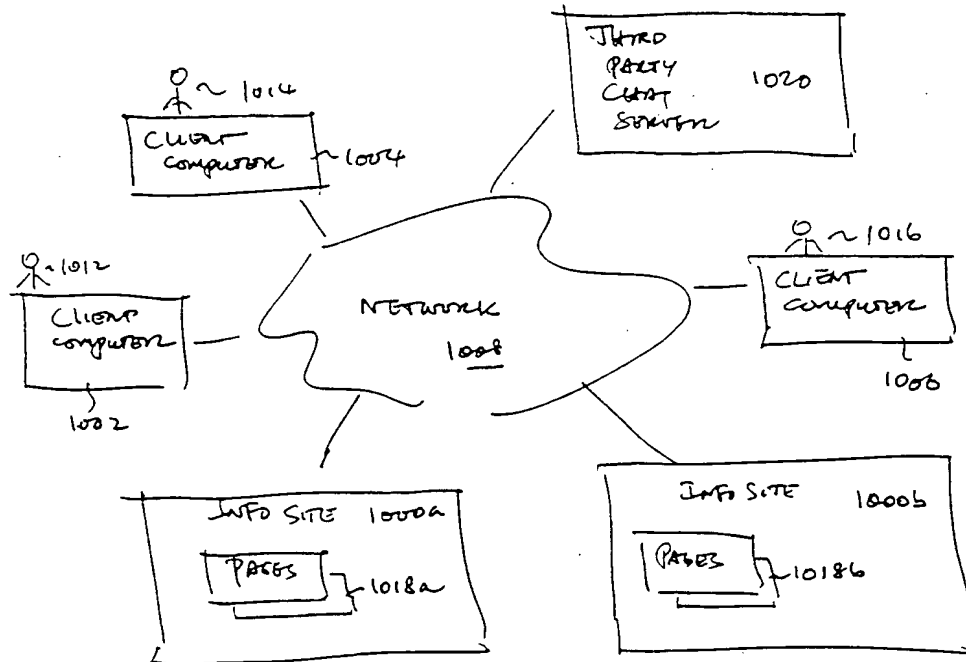 THIRD
PARTY
CHAT
SERVER
1020
1014
CLIENT
COMPUTER
1004
1012
CLIENT
COMPUTER
1002
NETWORK
1008
1016
CLIENT
COMPUTER
1006
INFO SITE 1000a
PAGES
1018a
INFO SITE 1000b
PAGES
1018b